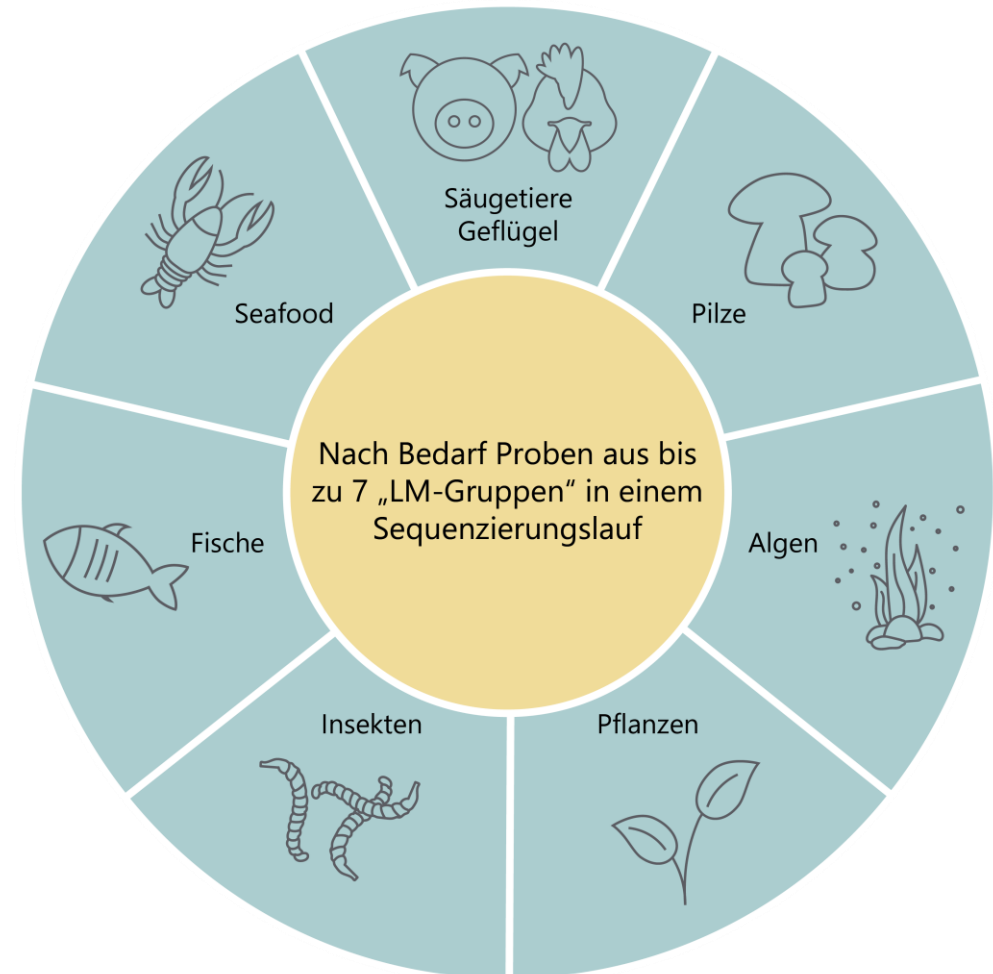 Säugetiere
Geflügel
Seafood
Pilze
Nach Bedarf Proben aus bis
zu 7 „LM-Gruppen“ in einem
Sequenzierungslauf
Fische
Algen
Insekten
Pflanzen